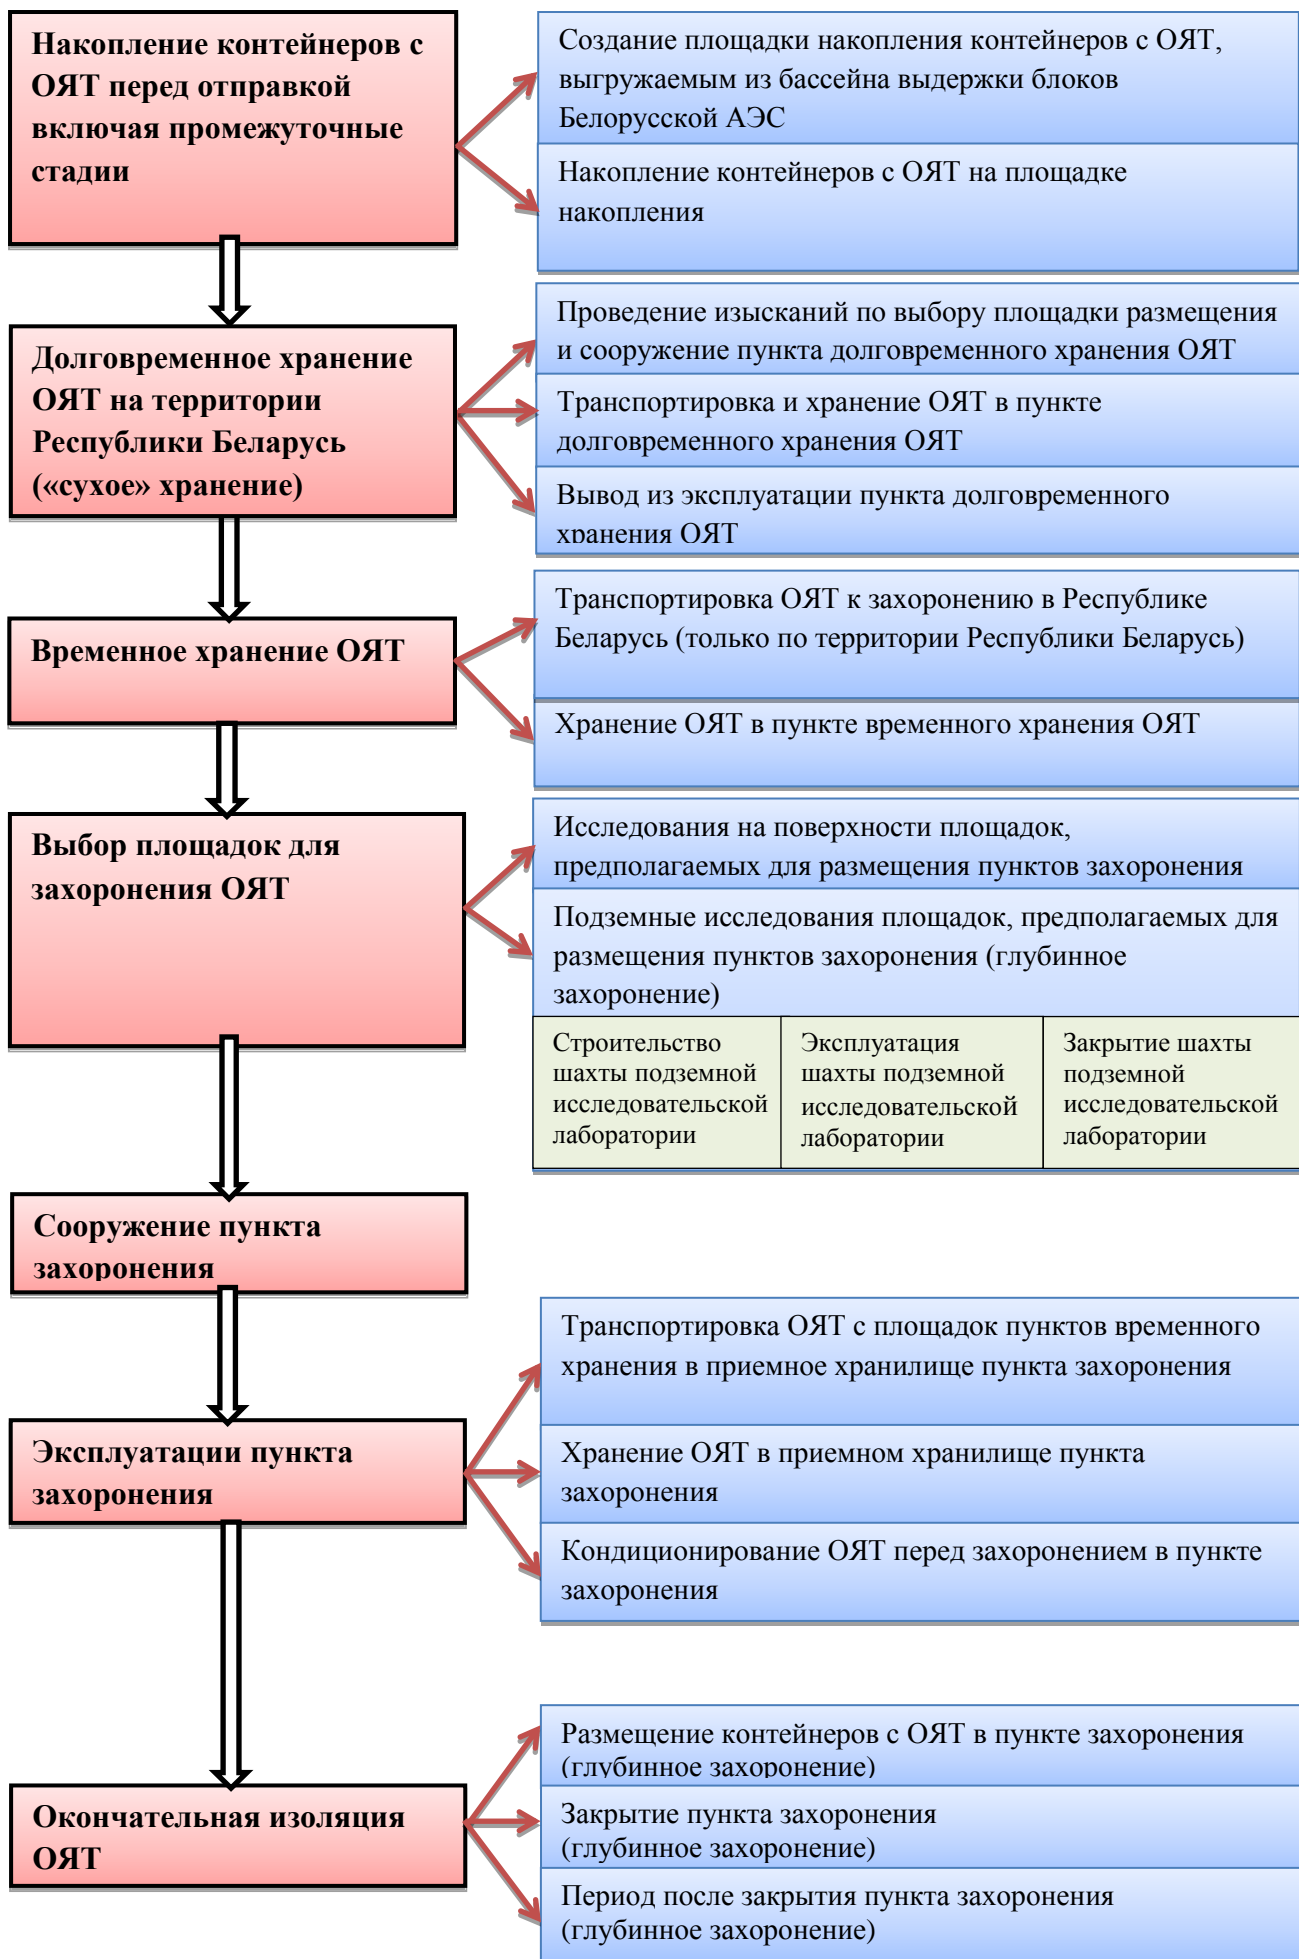 Накопление контейнеров с
ОЯТ перед отправкой
включая промежуточные
стадии
Создание площадки накопления контейнеров с ОЯТ,
выгружаемым из бассейна выдержки блоков
Белорусской АЭС
Накопление контейнеров с ОЯТ на площадке
накопления
Долговременное хранение
ОЯТ на территории
Республики Беларусь
(«сухое» хранение)
Проведение изысканий по выбору площадки размещения
и сооружение пункта долговременного хранения ОЯТ
Транспортировка и хранение ОЯТ в пункте
долговременного хранения ОЯТ
Вывод из эксплуатации пункта долговременного
хранения ОЯТ
Временное хранение ОЯТ
Транспортировка ОЯТ к захоронению в Республике
Беларусь (только по территории Республики Беларусь)
Хранение ОЯТ в пункте временного хранения ОЯТ
Выбор площадок для
захоронения ОЯТ
Исследования на поверхности площадок,
предполагаемых для размещения пунктов захоронения
Подземные исследования площадок, предполагаемых для
размещения пунктов захоронения (глубинное
захоронение)
Строительство
шахты подземной
исследовательской
лаборатории
Эксплуатация
шахты подземной
исследовательской
лаборатории
Закрытие шахты
подземной
исследовательской
лаборатории
Сооружение пункта
захоронения
Эксплуатации пункта
захоронения
Транспортировка ОЯТ с площадок пунктов временного
хранения в приемное хранилище пункта захоронения
Хранение ОЯТ в приемном хранилище пункта
захоронения
Кондиционирование ОЯТ перед захоронением в пункте
захоронения
Окончательная изоляция
ОЯТ
Размещение контейнеров с ОЯТ в пункте захоронения
(глубинное захоронение)
Закрытие пункта захоронения
(глубинное захоронение)
Период после закрытия пункта захоронения
(глубинное захоронение)